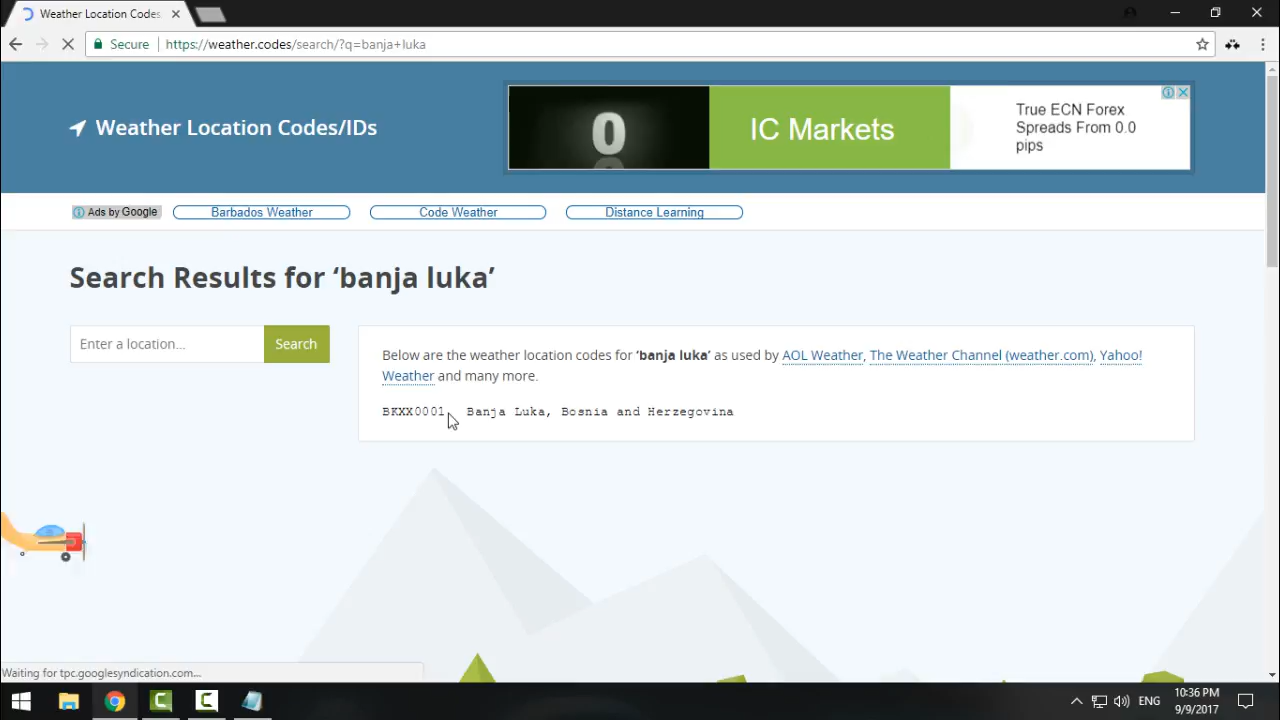 Weather Location Codes
Secure
https://weather.codes/search/?q=banja+luka
Weather Location Codes/IDs
0
IC Markets
True ECN Forex
Spreads From 0.0
pips
Ads by Google
Barbados Weather
Code Weather
Distance Learning
Search Results for ‘banja luka’
Enter a location...
Search
Below are the weather location codes for ‘banja luka’ as used by AOL Weather, The Weather Channel (weather.com), Yahoo!
Weather and many more.
BKXX0001 Banja Luka, Bosnia and Herzegovina
Waiting for tpc.googlesyndication.com...
ENG
10:36 PM
9/9/2017